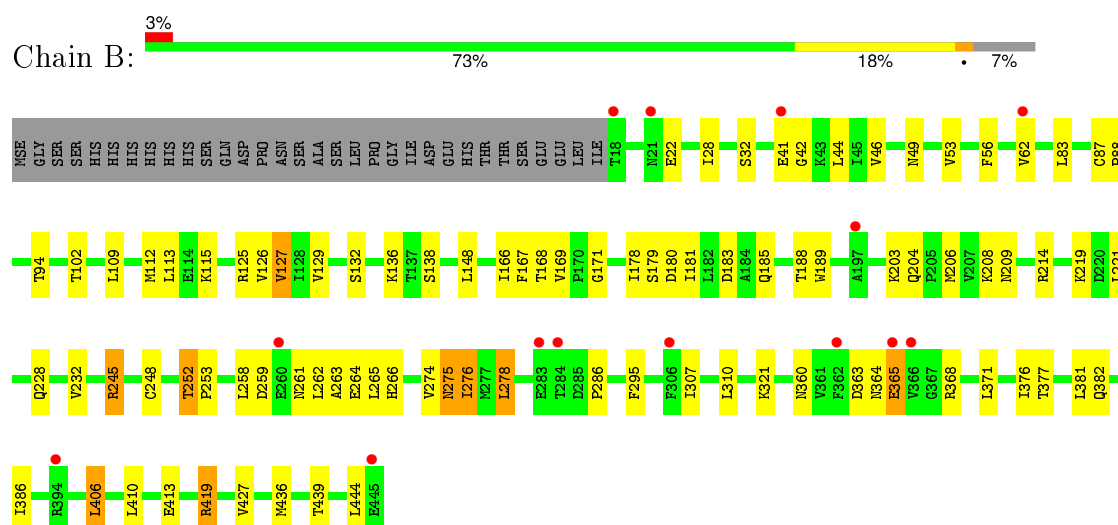 3%
Chain B:
73% 18% • 7%
MSE GLY SER SER HIS HIS HIS HIS HIS HIS SER GLN ASP PRO ASN SER ALA SER LEU PRO GLY ILE ASP GLU HIS THR THR SER GLU GLU LEU ILE T18 N21 E22 I28 S32 E41 G42 K43 L44 I45 V46 N49 V53 F56 V62 L83 C87
T94 T102 L109 M112 L113 E114 K115 R125 V126 V127 I128 V129 S132 K136 T137 S138 L148 I166 F167 T168 V169 P170 G171 I178 S179 D180 I181 L182 D183 A184 Q185 T188 W189 A197 K203 Q204 P205 M206 V207 K208 N209 R214 K219 D220
Q228 V232 R245 C248 T252 P253 L258 D259 E260 N261 L262 A263 E264 L265 H266 V274 N275 I276 M277 L278 E283 T284 D285 P286 F295 F306 I307 L310 K321 N360 V361 F362 D363 N364 E365 V366 G367 R368 L371 I376 T377 L381 Q382
I386 R394 L406 L410 E413 R419 V427 M436 T439 L444 E445